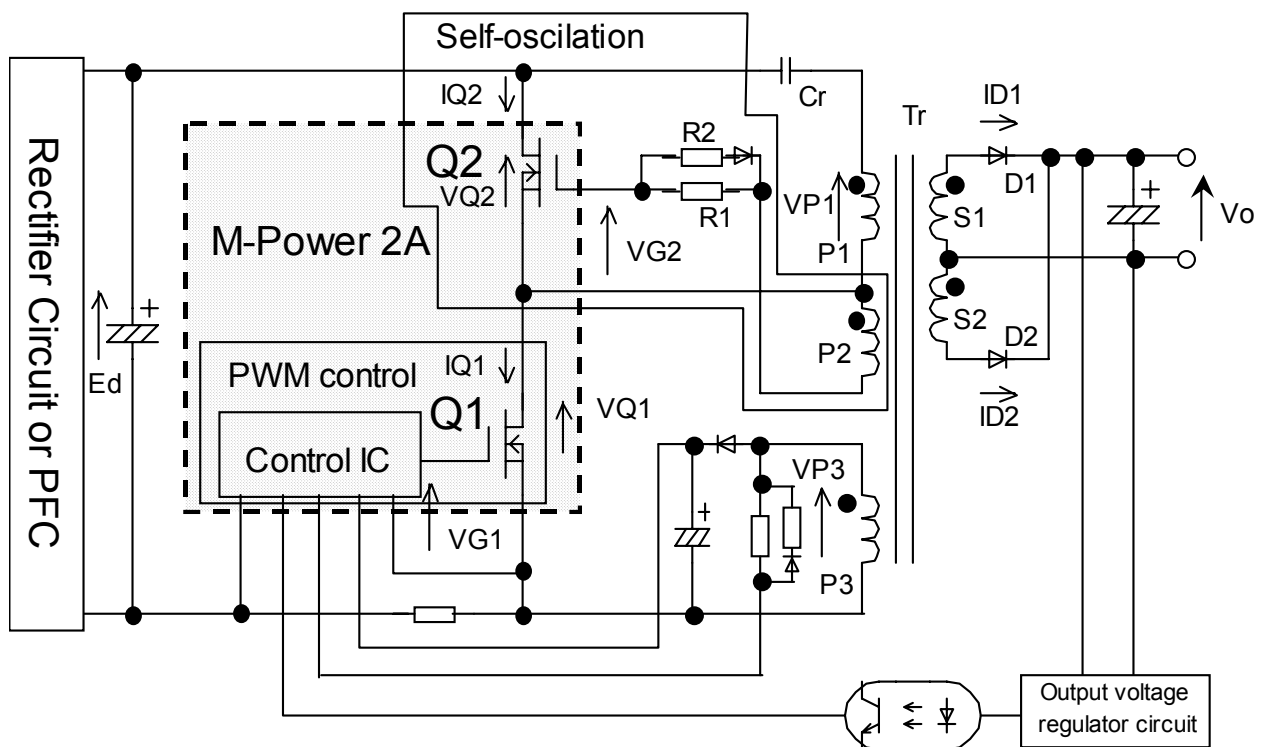 Self-oscilation
Rectifier Circuit or PFC
IQ2
Cr
Tr
ID1
R2
Q2
VQ2
R1
VP1
D1
S1
Vo
M-Power 2A
VG2
P1
+
+
Ed
S2
D2
P2
PWM control
IQ1
Q1
VQ1
ID2
Control IC
VP3
+
VG1
P3
Output voltage
regulator circuit